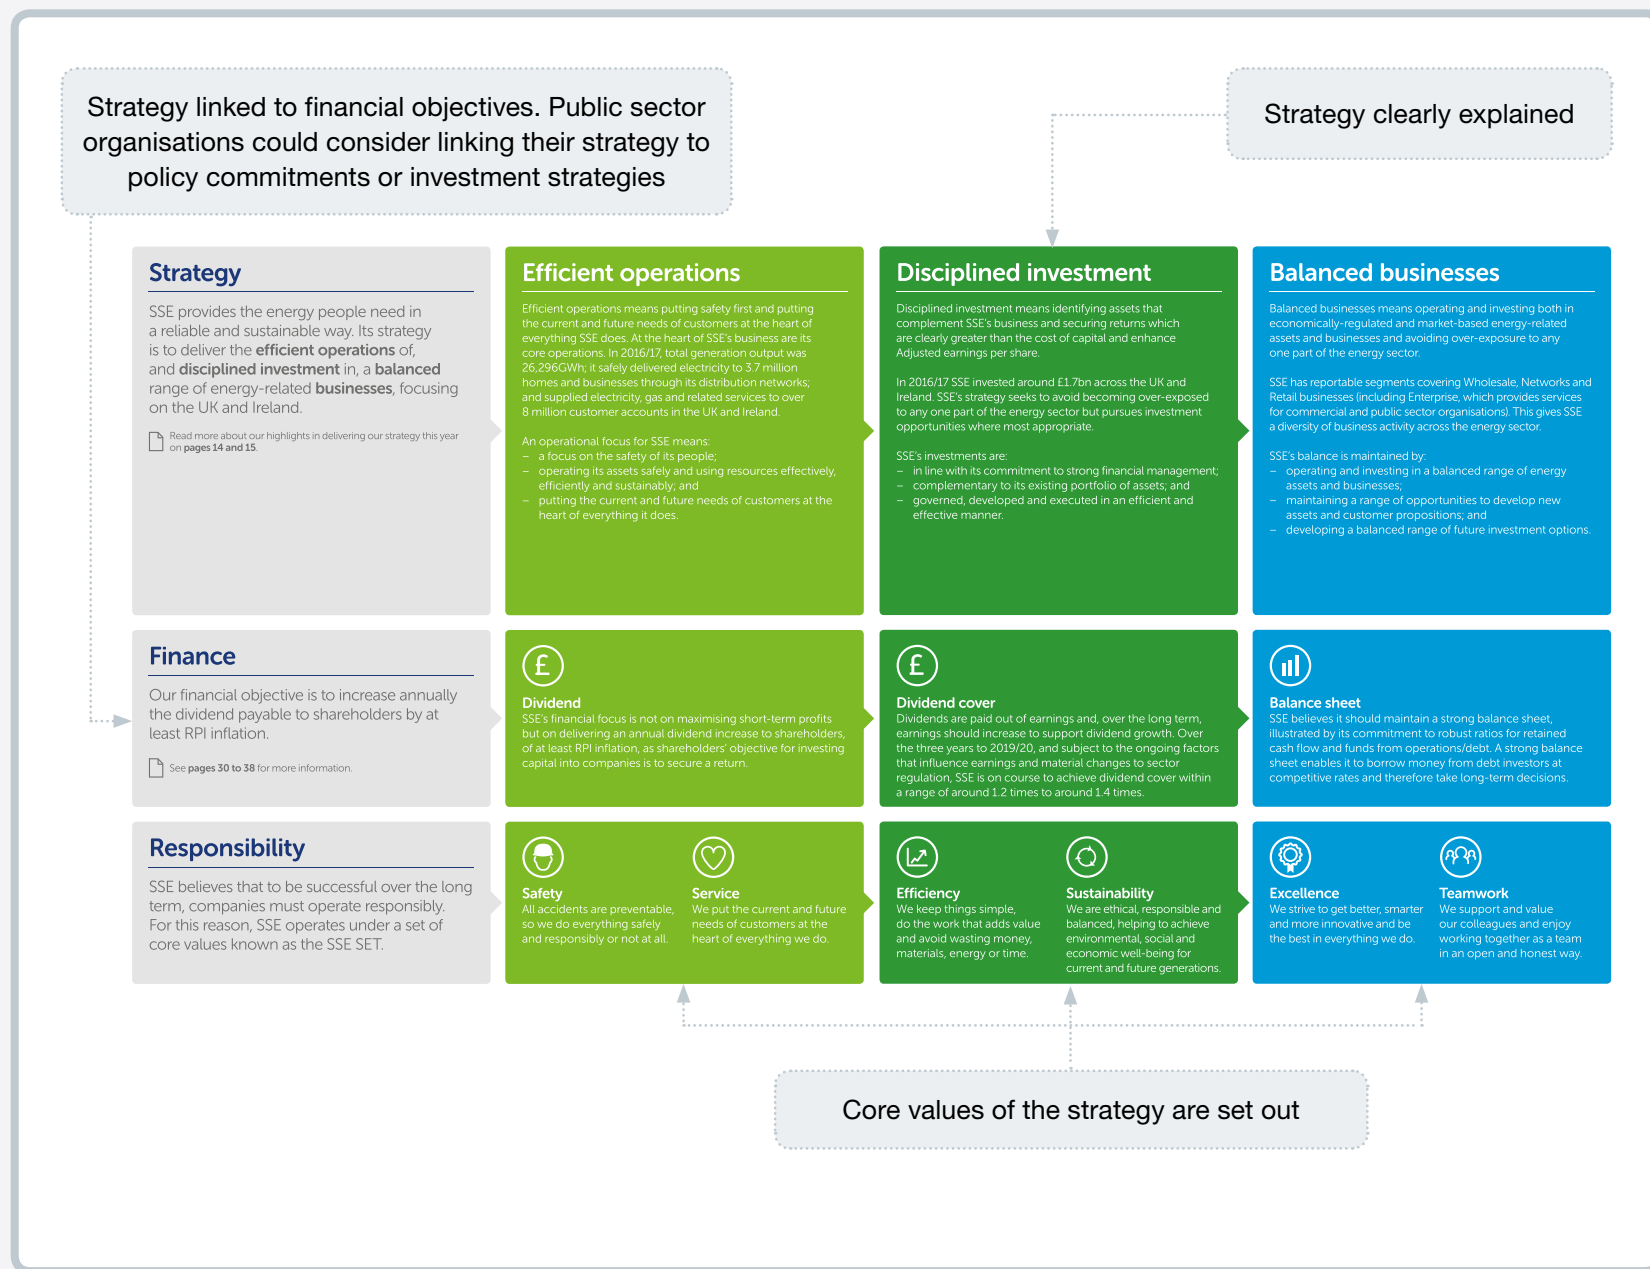 Strategy linked to financial objectives. Public sector
organisations could consider linking their strategy to
policy commitments or investment strategies
Strategy clearly explained
Strategy
SSE provides the energy people need in
a reliable and sustainable way. Its strategy
is to deliver the efficient operations of,
and disciplined investment in, a balanced
range of energy-related businesses, focusing
on the UK and Ireland.
Read more about our highlights in delivering our strategy this year
on pages 14 and 15.
Efficient operations
Efficient operations means putting safety first and putting
the current and future needs of customers at the heart of
everything SSE does. At the heart of SSE's business are its
core operations. In 2016/17, total generation output was
26,296GWh; it safely delivered electricity to 3.7 million
homes and businesses through its distribution networks;
and supplied electricity, gas and related services to over
8 million customer accounts in the UK and Ireland.
An operational focus for SSE means:
– a focus on the safety of its people;
– operating its assets safely and using resources effectively,
efficiently and sustainably; and
– putting the current and future needs of customers at the
heart of everything it does.
Disciplined investment
Disciplined investment means identifying assets that
complement SSE's business and securing returns which
are clearly greater than the cost of capital and enhance
Adjusted earnings per share.
In 2016/17 SSE invested around £1.7bn across the UK and
Ireland. SSE's strategy seeks to avoid becoming over-exposed
to any one part of the energy sector but pursues investment
opportunities where most appropriate.
SSE's investments are:
– in line with its commitment to strong financial management;
– complementary to its existing portfolio of assets; and
– governed, developed and executed in an efficient and
effective manner.
Balanced businesses
Balanced businesses means operating and investing both in
economically-regulated and market-based energy-related
assets and businesses and avoiding over-exposure to any
one part of the energy sector.
SSE has reportable segments covering Wholesale, Networks and
Retail businesses (including Enterprise, which provides services
for commercial and public sector organisations). This gives SSE
a diversity of business activity across the energy sector.
SSE's balance is maintained by:
– operating and investing in a balanced range of energy
assets and businesses;
– maintaining a range of opportunities to develop new
assets and customer propositions; and
– developing a balanced range of future investment options.
Finance
Our financial objective is to increase annually
the dividend payable to shareholders by at
least RPI inflation.
See pages 30 to 38 for more information.
£
Dividend
SSE's financial focus is not on maximising short-term profits
but on delivering an annual dividend increase to shareholders,
of at least RPI inflation, as shareholders' objective for investing
capital into companies is to secure a return.
£
Dividend cover
Dividends are paid out of earnings and, over the long term,
earnings should increase to support dividend growth. Over
the three years to 2019/20, and subject to the ongoing factors
that influence earnings and material changes to sector
regulation, SSE is on course to achieve dividend cover within
a range of around 1.2 times to around 1.4 times.
Balance sheet
SSE believes it should maintain a strong balance sheet,
illustrated by its commitment to robust ratios for retained
cash flow and funds from operations/debt. A strong balance
sheet enables it to borrow money from debt investors at
competitive rates and therefore take long-term decisions.
Responsibility
SSE believes that to be successful over the long
term, companies must operate responsibly.
For this reason, SSE operates under a set of
core values known as the SSE SET.
Safety
All accidents are preventable,
so we do everything safely
and responsibly or not at all.
Service
We put the current and future
needs of customers at the
heart of everything we do.
Efficiency
We keep things simple,
do the work that adds value
and avoid wasting money,
materials, energy or time.
Sustainability
We are ethical, responsible and
balanced, helping to achieve
environmental, social and
economic well-being for
current and future generations.
Excellence
We strive to get better, smarter
and more innovative and be
the best in everything we do.
Teamwork
We support and value
our colleagues and enjoy
working together as a team
in an open and honest way.
Core values of the strategy are set out